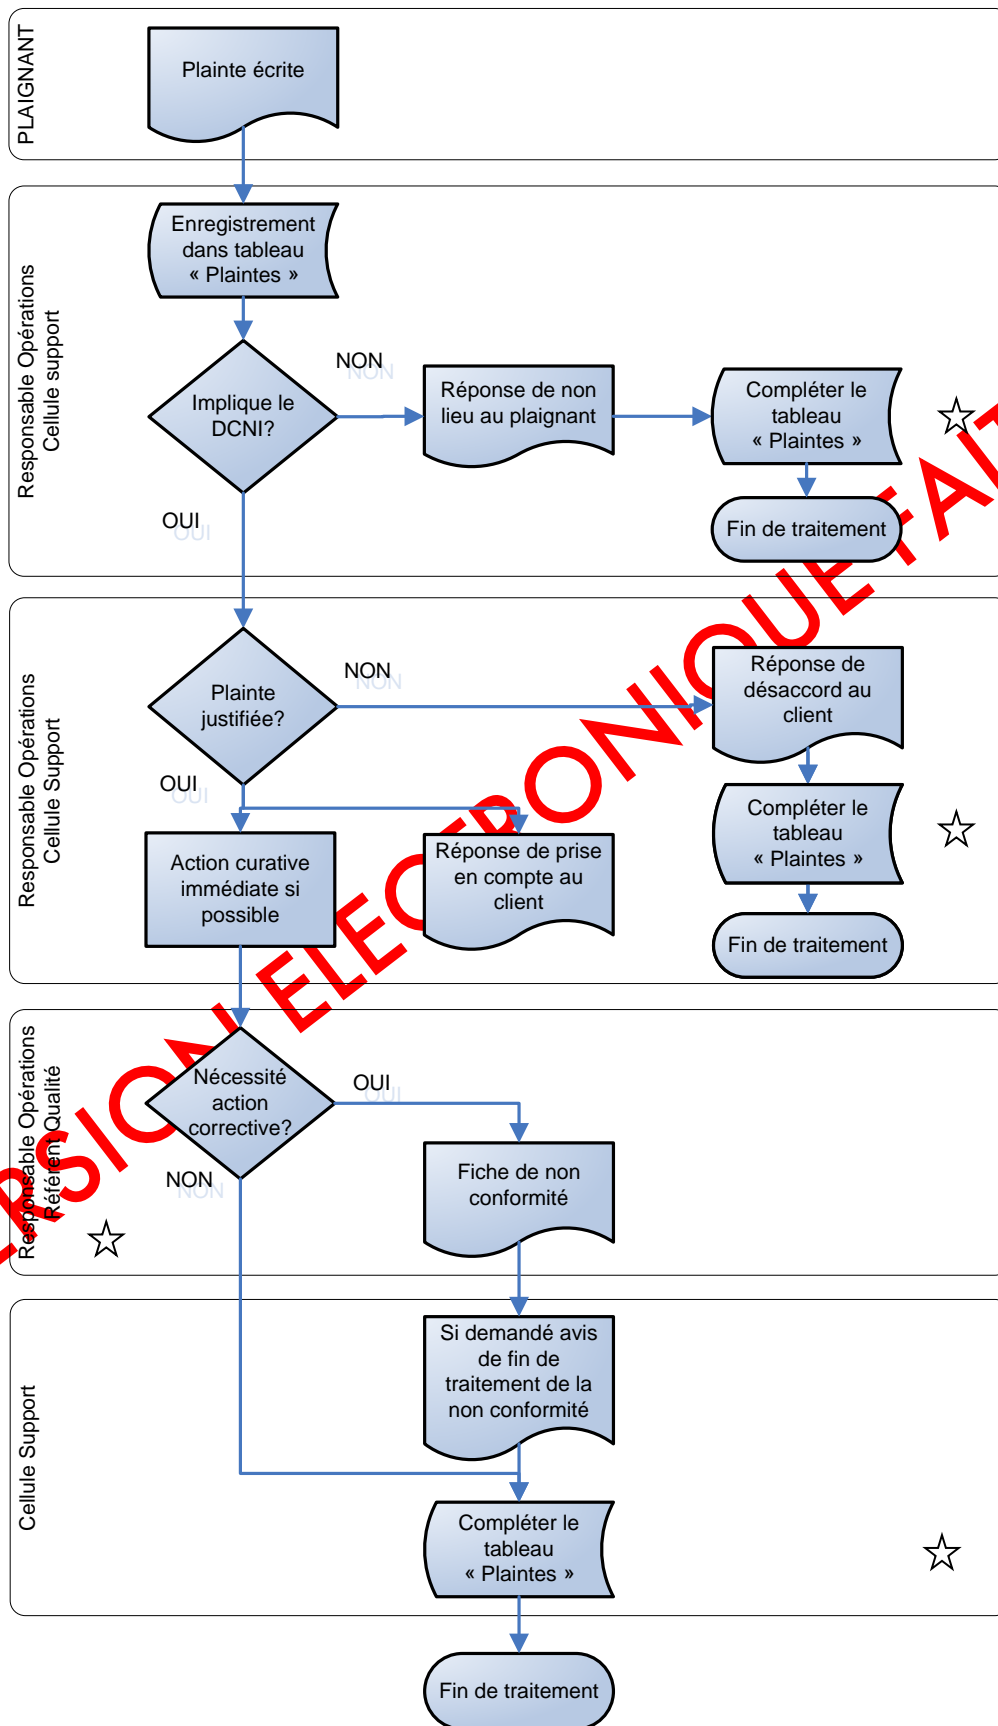 PLAIGNANT
Plainte écrite
Responsable Opérations
Cellule support
Enregistrement
dans tableau
« Plaintes »
Implique le
DCNI?
NON
Réponse de non
lieu au plaignant
Compléter le
tableau
« Plaintes »
OUI
Fin de traitement
Responsable Opérations
Cellule Support
Plainte
justifiée?
NON
Réponse de
désaccord au
client
OUI
Compléter le
tableau
« Plaintes »
Action curative
immédiate si
possible
Réponse de prise
en compte au
client
Fin de traitement
Responsable Opérations
Référent Qualité
Nécessité
action
corrective?
OUI
NON
Fiche de non
conformité
Cellule Support
Si demandé avis
de fin de
traitement de la
non conformité
Compléter le
tableau
« Plaintes »
Fin de traitement
ERSION ELECTRONIQUE FAIT